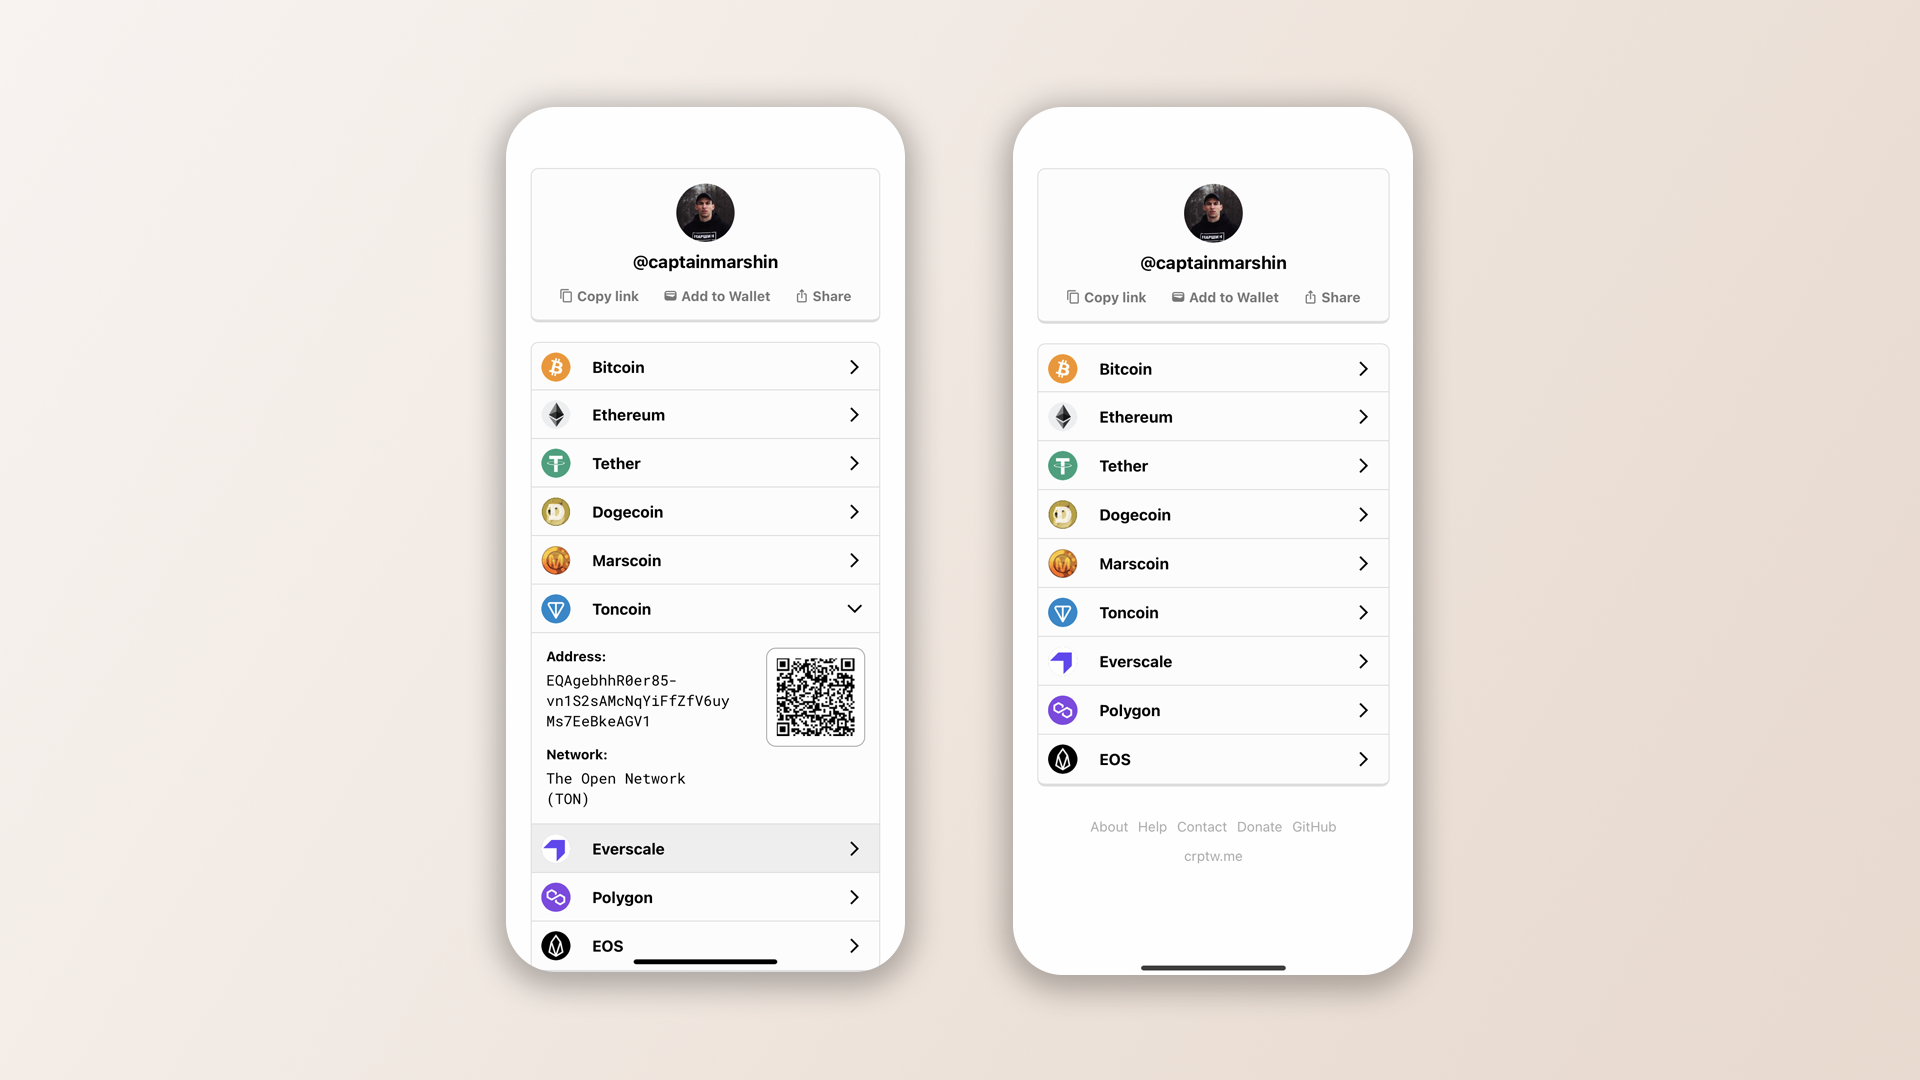 @captainmarshin
Copy link Add to Wallet Share
Bitcoin
Ethereum
Tether
Dogecoin
Marscoin
Toncoin
Address:
EQAgebhhR0er85-
vn1S2sAMcNqYiFfZfV6uy
Ms7EeBkeAGV1
Network:
The Open Network
(TON)
Everscale
Polygon
EOS
@captainmarshin
Copy link Add to Wallet Share
Bitcoin
Ethereum
Tether
Dogecoin
Marscoin
Toncoin
Everscale
Polygon
EOS
About Help Contact Donate GitHub
crptw.me